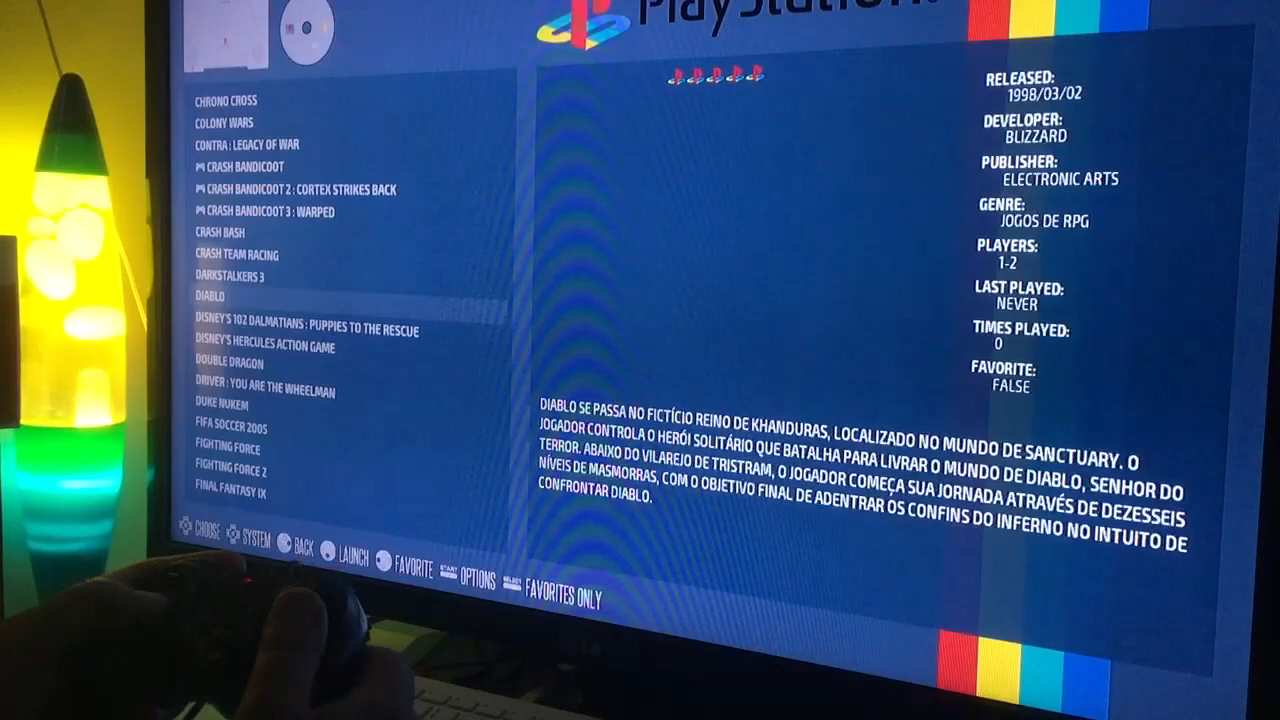 PlayStation.
CHRONO CROSS
COLONY WARS
CONTRA : LEGACY OF WAR
CRASH BANDICOOT
CRASH BANDICOOT 2 : CORTEX STRIKES BACK
CRASH BANDICOOT 3 : WARPED
CRASH BASH
CRASH TEAM RACING
DARKSTALKERS 3
DIABLO
DISNEY'S 102 DALMATIANS : PUPPIES TO THE RESCUE
DISNEY'S HERCULES ACTION GAME
DOUBLE DRAGON
DRIVER : YOU ARE THE WHEELMAN
DUKE NUKEM
FIFA SOCCER 2005
FIGHTING FORCE
FIGHTING FORCE 2
FINAL FANTASY IX
RELEASED:
1998/03/02
DEVELOPER:
BLIZZARD
PUBLISHER:
ELECTRONIC ARTS
GENRE:
JOGOS DE RPG
PLAYERS:
1-2
LAST PLAYED:
NEVER
TIMES PLAYED:
0
FAVORITE:
FALSE
DIABLO SE PASSA NO FICTÍCIO REINO DE KHANDURAS, LOCALIZADO NO MUNDO DE SANCTUARY. O
JOGADOR CONTROLA O HERÓI SOLITÁRIO QUE BATALHA PARA LIVRAR O MUNDO DE DIABLO, SENHOR DO
TERROR. ABAIXO DO VILAREJO DE TRISTRAM, O JOGADOR COMEÇA SUA JORNADA ATRAVÉS DE DEZESSEIS
NÍVEIS DE MASMORRAS, COM O OBJETIVO FINAL DE ADENTRAR OS CONFINS DO INFERNO NO INTUITO DE
CONFRONTAR DIABLO.
CHOOSE SYSTEM BACK LAUNCH FAVORITE START OPTIONS SELECT FAVORITES ONLY
LG